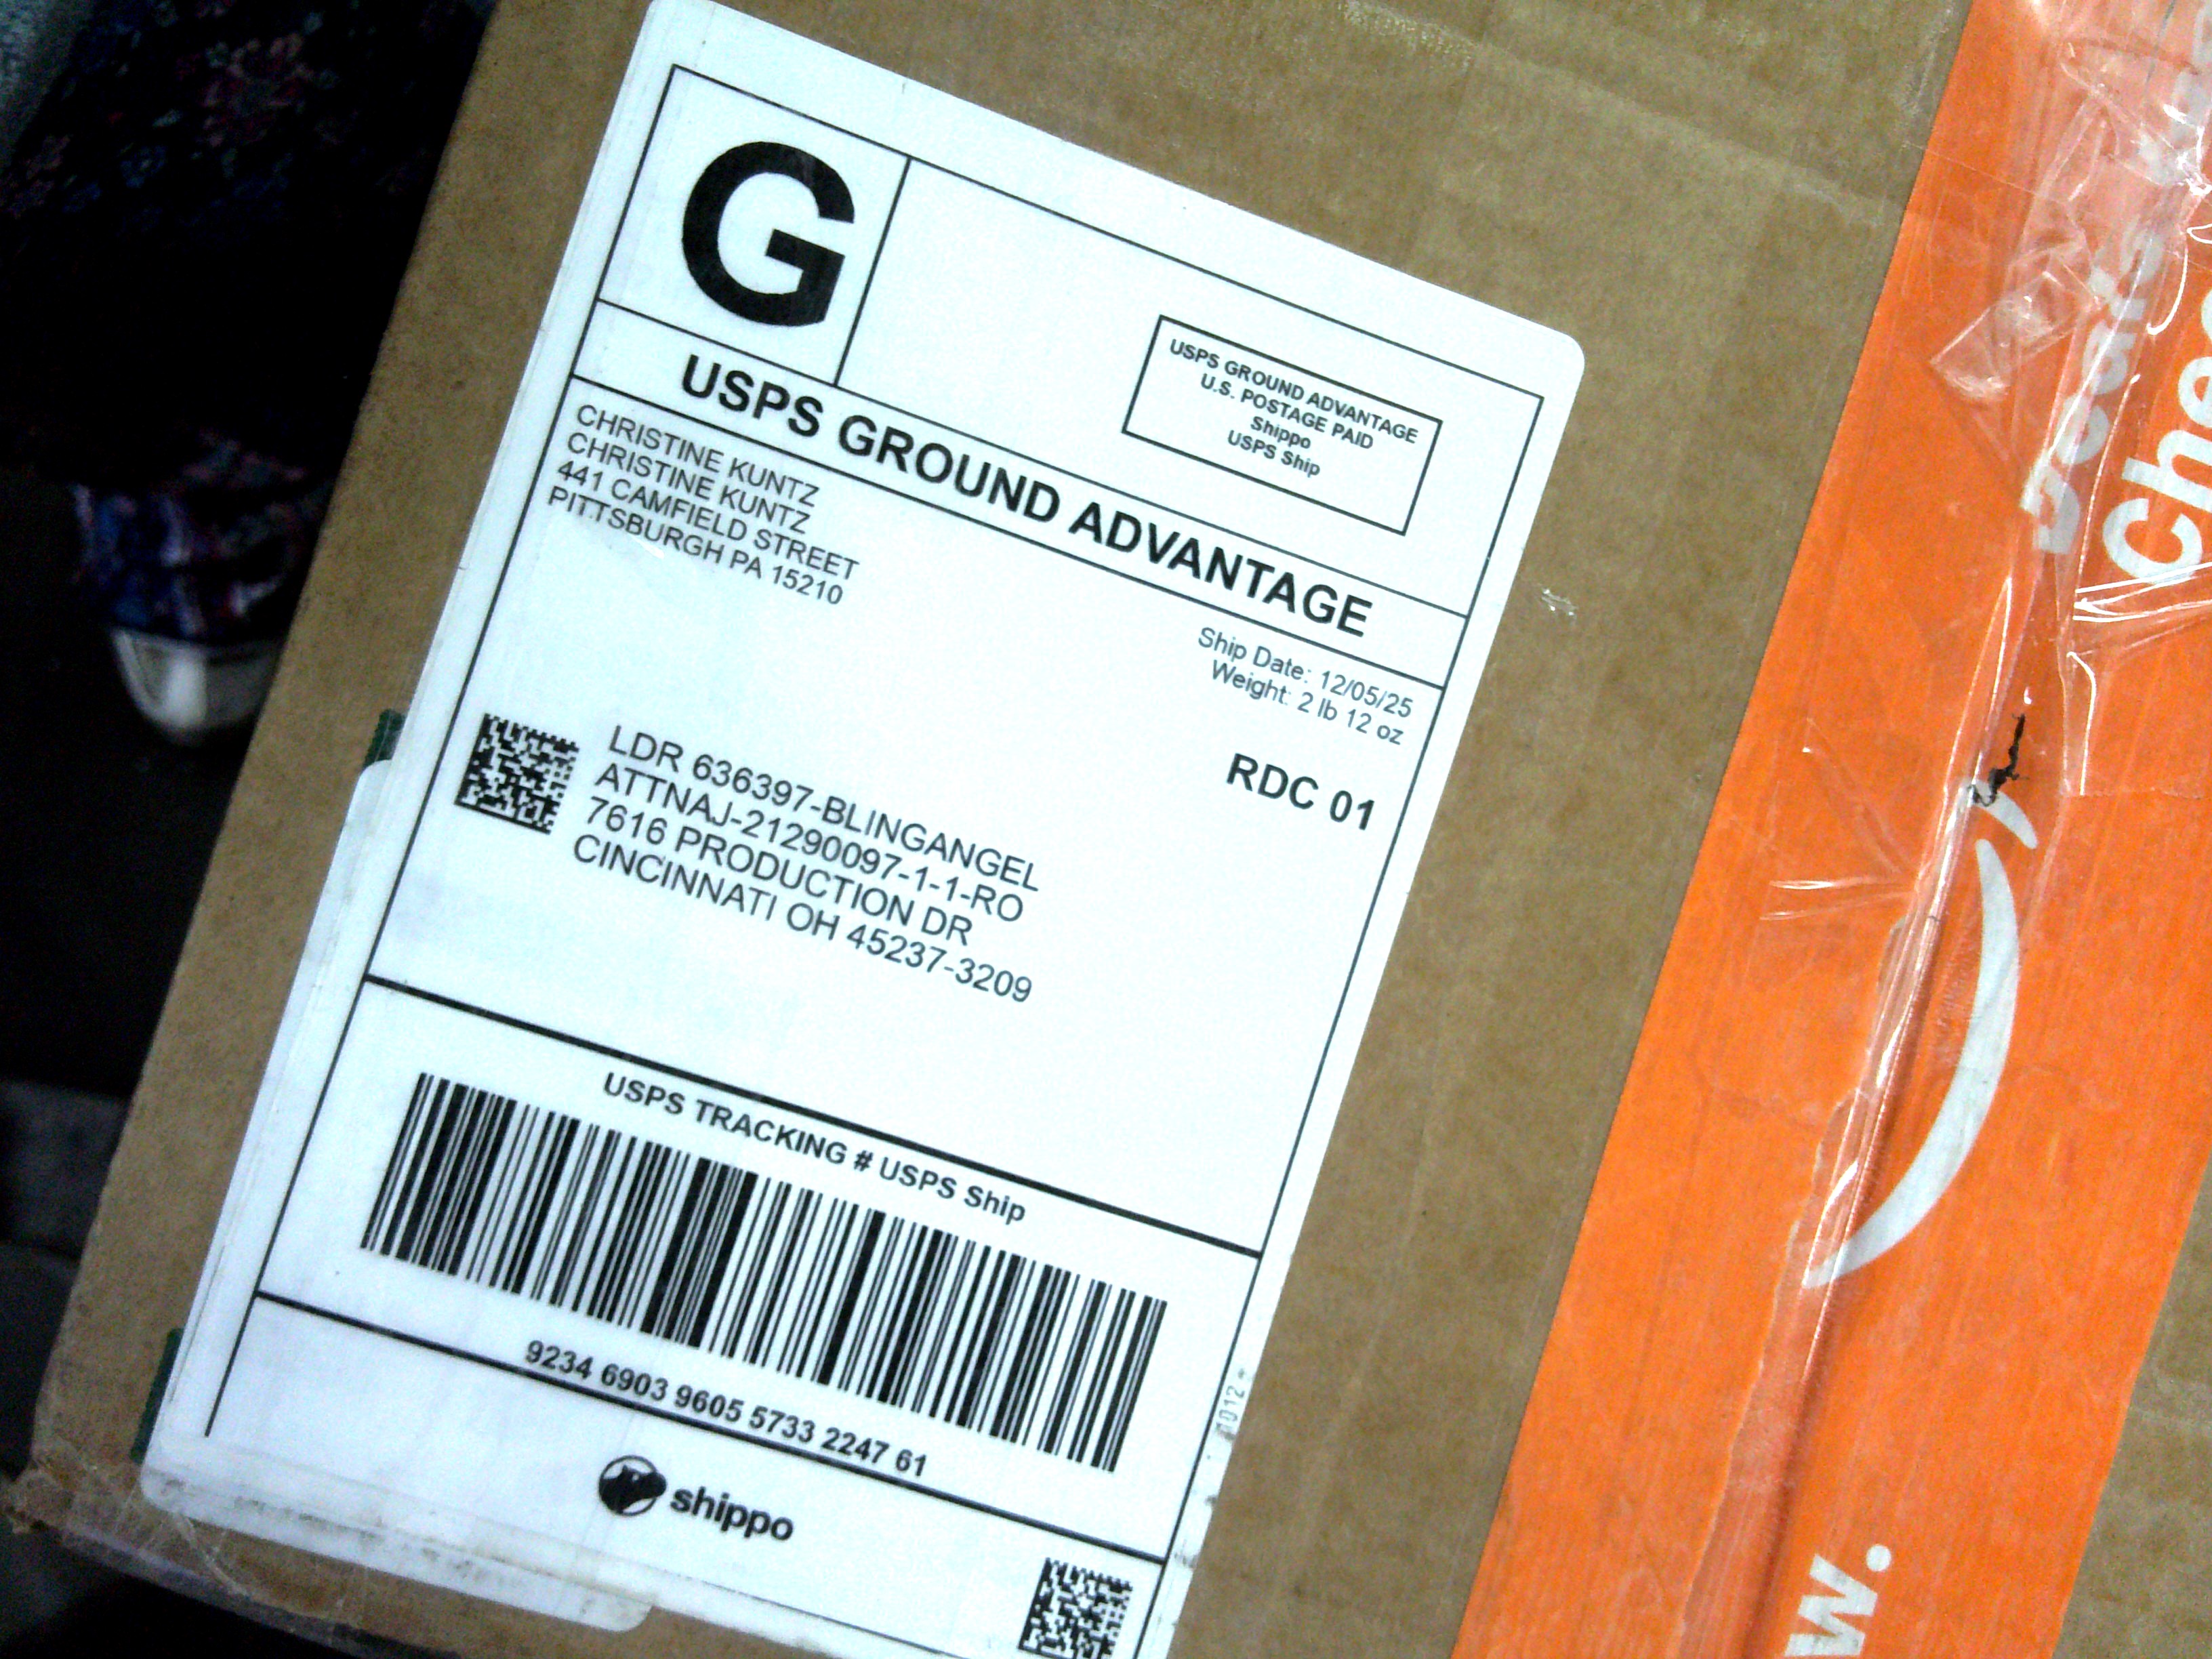 G
USPS GROUND ADVANTAGE
U.S. POSTAGE PAID
Shippo
USPS Ship
USPS GROUND ADVANTAGE
CHRISTINE KUNTZ
CHRISTINE KUNTZ
441 CAMFIELD STREET
PITTSBURGH PA 15210
Ship Date: 12/05/25
Weight: 2 lb 12 oz
RDC 01
LDR 636397-BLINGANGEL
ATTNAJ-21290097-1-1-RO
7616 PRODUCTION DR
CINCINNATI OH 45237-3209
USPS TRACKING # USPS Ship
9234 6903 9605 5733 2247 61
shippo
1012
w.